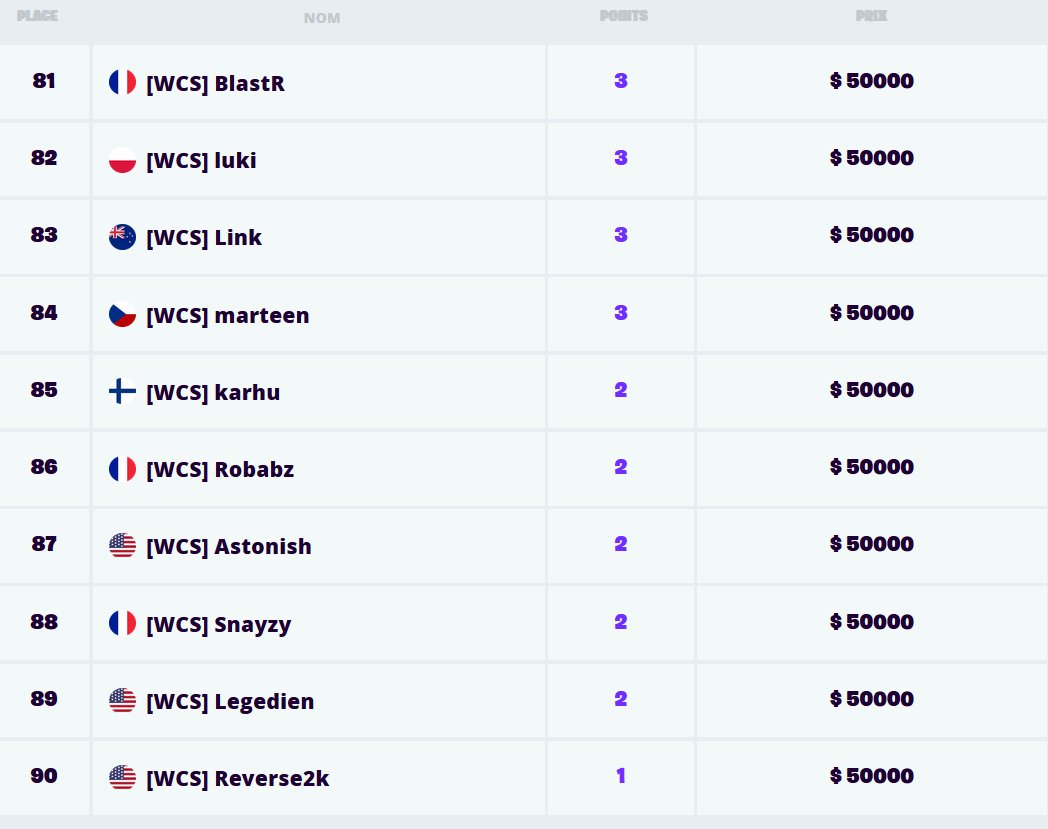 PLACE NOM POINTS PRIX
81 [WCS] BlastR 3 $ 50000
82 [WCS] luki 3 $ 50000
83 [WCS] Link 3 $ 50000
84 [WCS] marteen 3 $ 50000
85 [WCS] karhu 2 $ 50000
86 [WCS] Robabz 2 $ 50000
87 [WCS] Astonish 2 $ 50000
88 [WCS] Snayzy 2 $ 50000
89 [WCS] Legedien 2 $ 50000
90 [WCS] Reverse2k 1 $ 50000